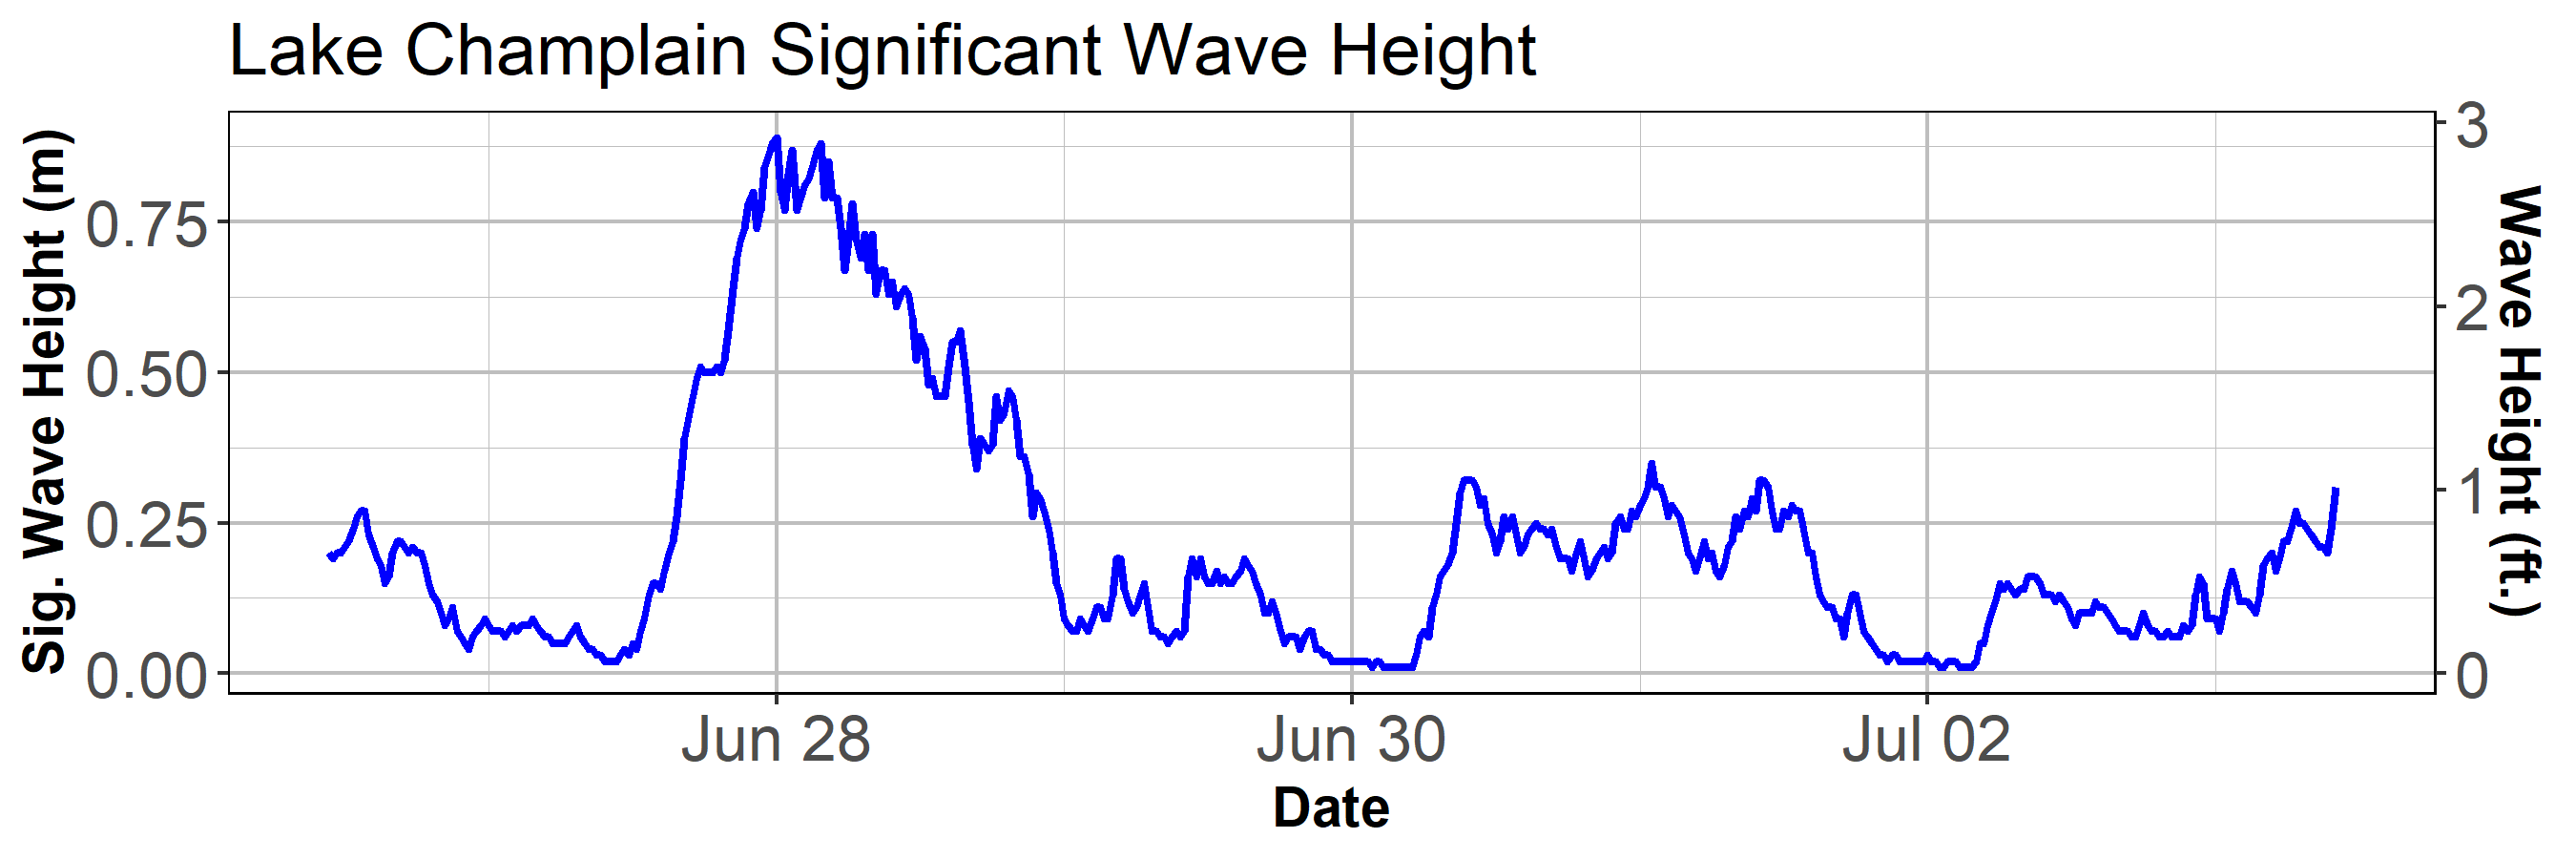 Lake Champlain Significant Wave Height
Sig. Wave Height (m)
0.75
0.50
0.25
0.00
3
2
1
0
Wave Height (ft.)
Jun 28
Jun 30
Jul 02
Date